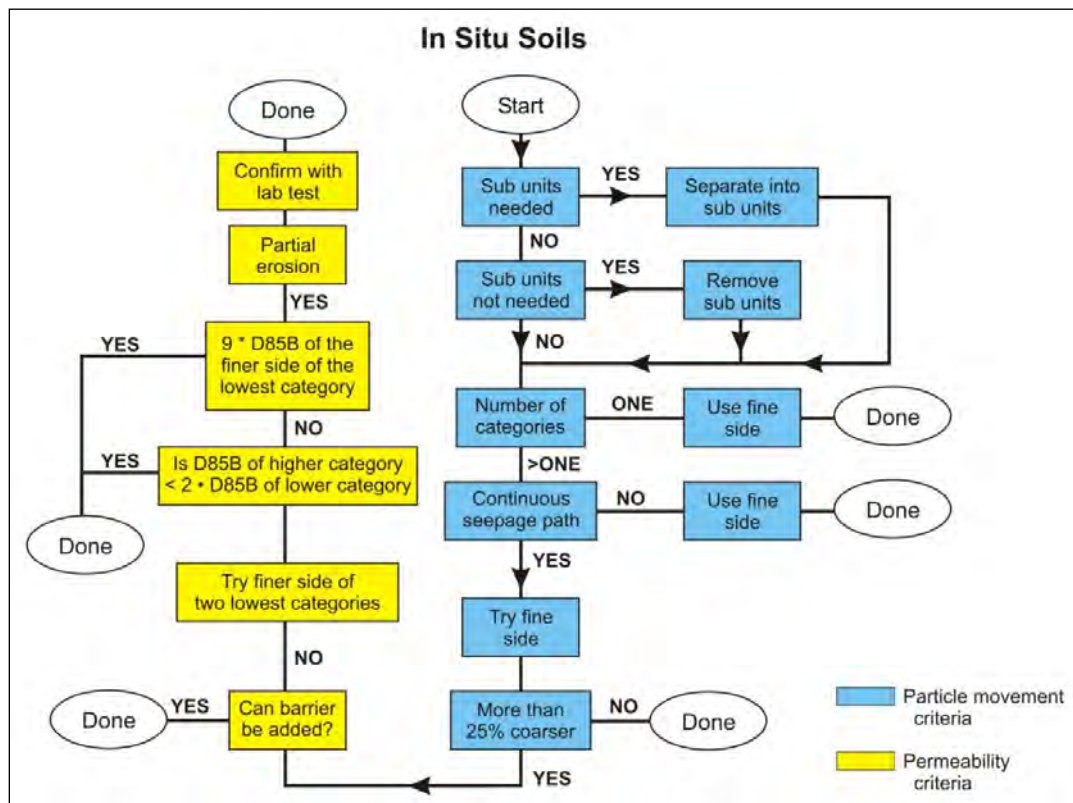 In Situ Soils
Start
Sub units
needed
YES
Separate into
sub units
NO
Sub units
not needed
YES
Remove
sub units
NO
Number of
categories
ONE
Use fine
side
Done
>ONE
Continuous
seepage path
NO
Use fine
side
Done
YES
Try fine
side
More than
25% coarser
NO
Done
YES
Can barrier
be added?
YES
Done
NO
Try finer side of
two lowest categories
Is D85B of higher category
< 2 • D85B of lower category
YES
Done
NO
9 * D85B of the
finer side of the
lowest category
YES
YES
Partial
erosion
Confirm with
lab test
Done
Particle movement
criteria
Permeability
criteria